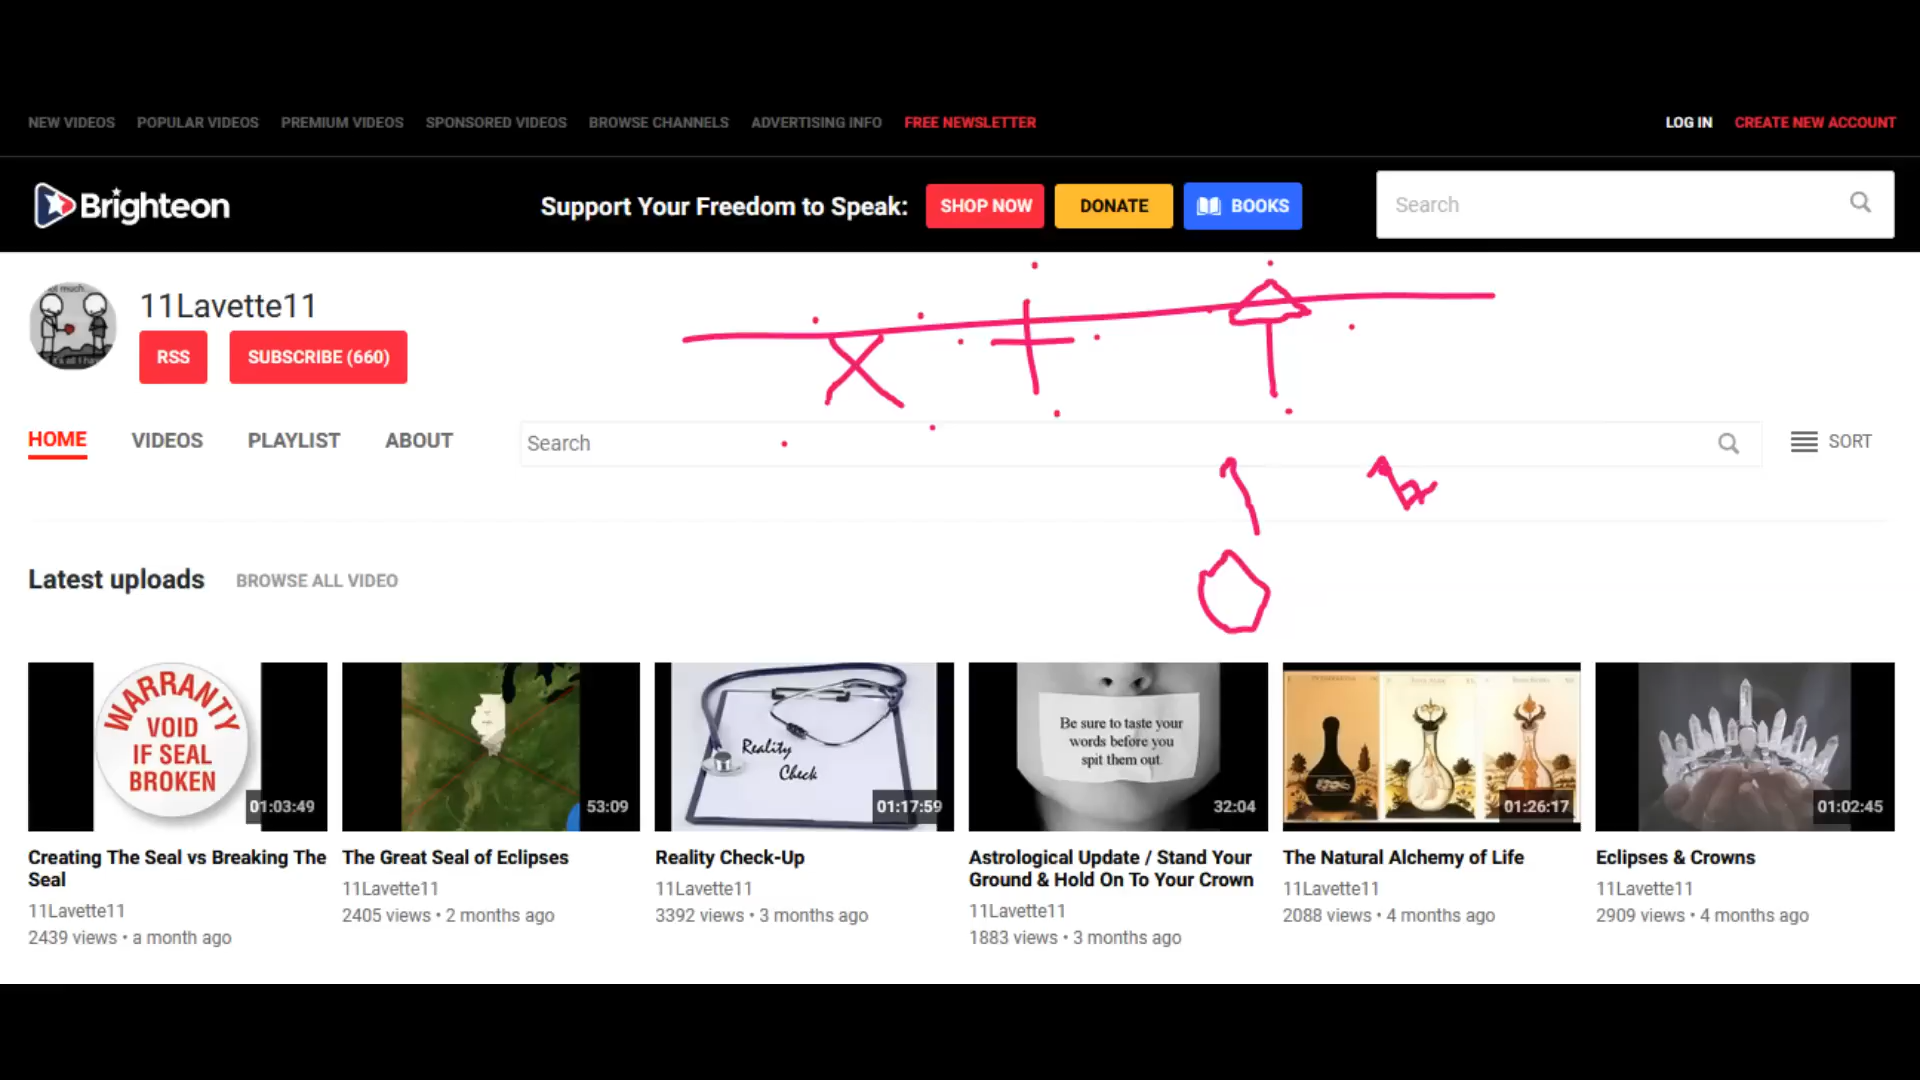 NEW VIDEOS POPULAR VIDEOS PREMIUM VIDEOS SPONSORED VIDEOS BROWSE CHANNELS ADVERTISING INFO FREE NEWSLETTER LOG IN CREATE NEW ACCOUNT
Brighteon Support Your Freedom to Speak: SHOP NOW DONATE BOOKS Search
11Lavette11
RSS SUBSCRIBE (660)
HOME VIDEOS PLAYLIST ABOUT Search SORT
Latest uploads BROWSE ALL VIDEO
WARRANTY
VOID
IF SEAL
BROKEN
01:03:49
53:09
Reality
Check
01:17:59
Be sure to taste your
words before you
spit them out.
32:04
01:26:17
01:02:45
Creating The Seal vs Breaking The
Seal
11Lavette11
2439 views • a month ago
The Great Seal of Eclipses
11Lavette11
2405 views • 2 months ago
Reality Check-Up
11Lavette11
3392 views • 3 months ago
Astrological Update / Stand Your
Ground & Hold On To Your Crown
11Lavette11
1883 views • 3 months ago
The Natural Alchemy of Life
11Lavette11
2088 views • 4 months ago
Eclipses & Crowns
11Lavette11
2909 views • 4 months ago